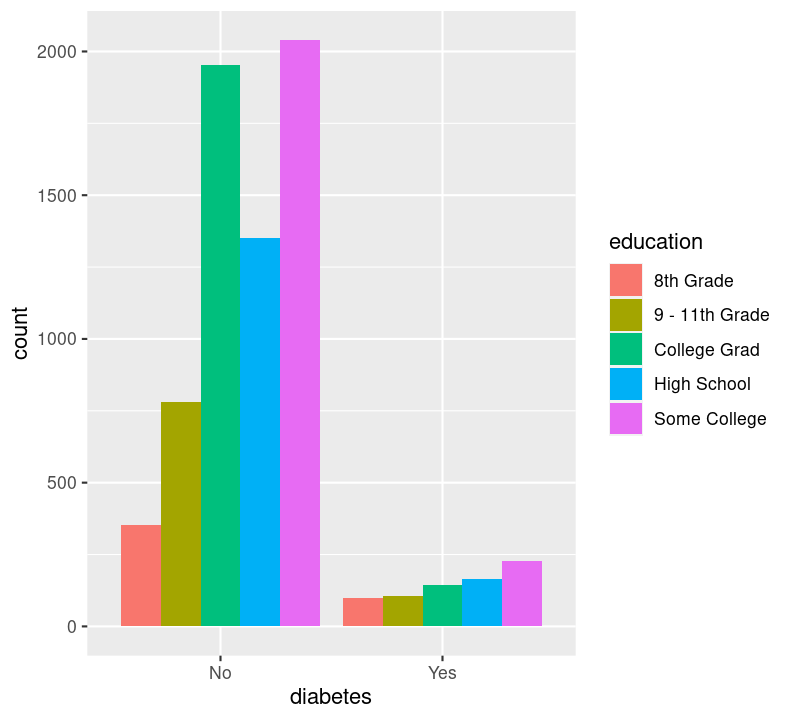 2000
1500
1000
500
0
count
No
Yes
diabetes
education
8th Grade
9 - 11th Grade
College Grad
High School
Some College